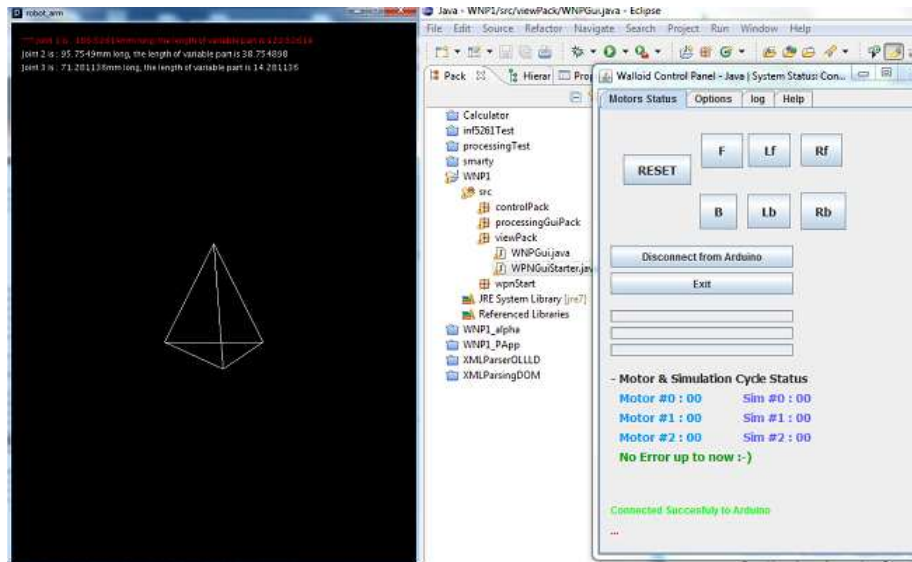 robot_arm
Joint 2 is : 95.7549mm long, the length of variable part is 38.754898
Joint 3 is : 71.281136mm long, the length of variable part is 14.281136
Java - WNP1/src/viewPack/WNPGui.java - Eclipse
File Edit Source Refactor Navigate Search Project Run Window Help
Pack Hierar Prop
Calculator
inf5261Test
processingTest
smarty
WNP1
src
controlPack
processingGuiPack
viewPack
WNPGui.java
WPNGuiStarter.jav
wpnStart
JRE System Library [jre7]
Referenced Libraries
WNP1_alpha
WNP1_PApp
XMLParserOLLLD
XMLParsingDOM
Walloid Control Panel - Java | System Status: Con...
Motors Status Options log Help
RESET F Lf Rf
B Lb Rb
Disconnect from Arduino
Exit
- Motor & Simulation Cycle Status
Motor #0 : 00 Sim #0 : 00
Motor #1 : 00 Sim #1 : 00
Motor #2 : 00 Sim #2 : 00
No Error up to now :-)
Connected Succesfuly to Arduino
...